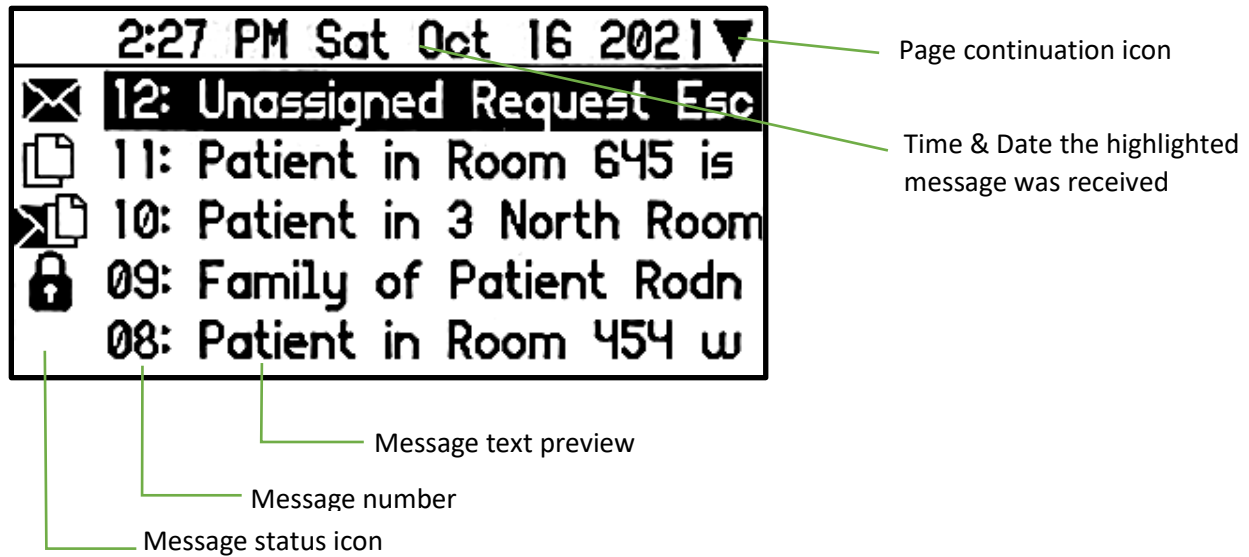 2:27 PM Sat Oct 16 2021
12: Unassigned Request Esc
11: Patient in Room 645 is
10: Patient in 3 North Room
09: Family of Patient Rodn
08: Patient in Room 454 w
Page continuation icon
Time & Date the highlighted
message was received
Message text preview
Message number
Message status icon